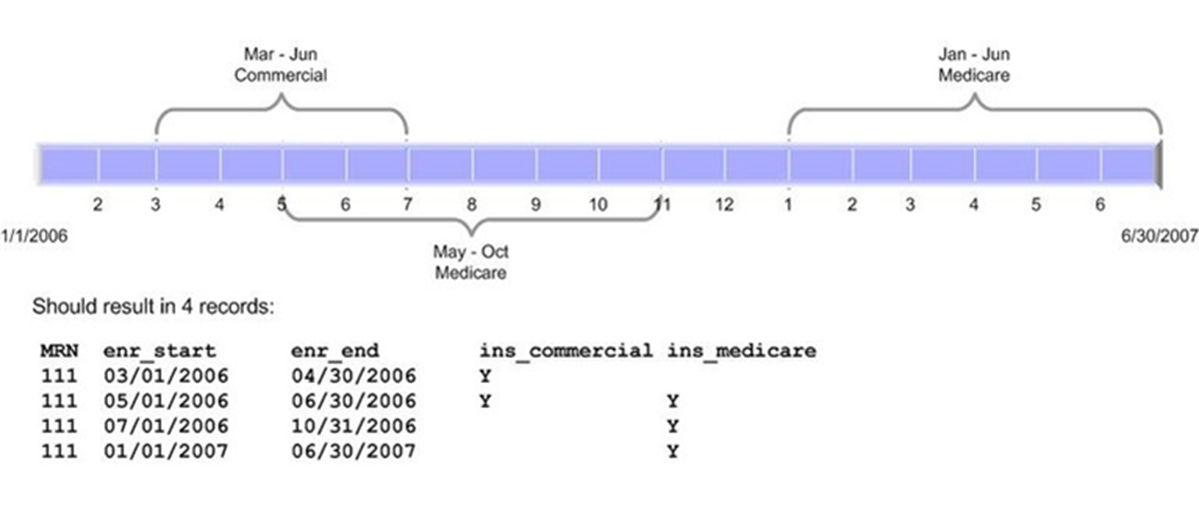 Mar - Jun
Commercial
Jan - Jun
Medicare
2 3 4 5 6 7 8 9 10 11 12 1 2 3 4 5 6
1/1/2006
6/30/2007
May - Oct
Medicare
Should result in 4 records:
MRN enr_start enr_end ins_commercial ins_medicare
111 03/01/2006 04/30/2006 Y
111 05/01/2006 06/30/2006 Y Y
111 07/01/2006 10/31/2006 Y
111 01/01/2007 06/30/2007 Y